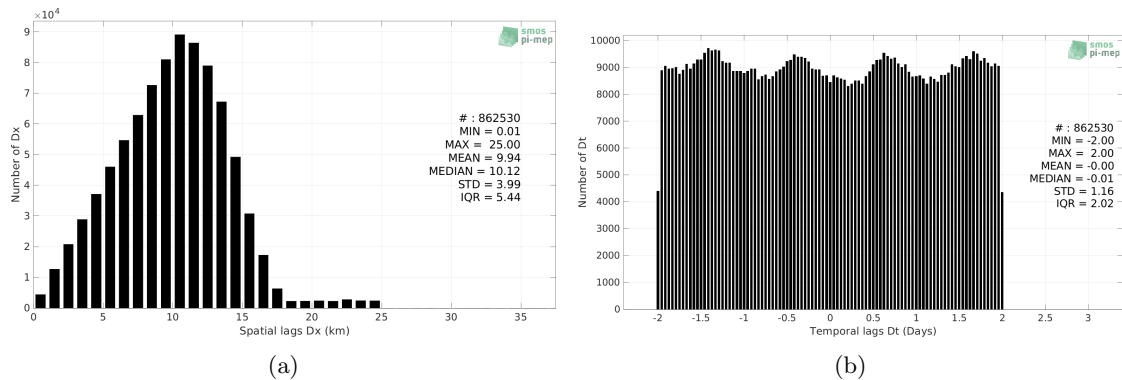 ×10⁴
9
8
7
6
5
4
3
2
1
0
Number of Dx
0 5 10 15 20 25 30 35
Spatial lags Dx (km)
smos
pi-mep
# : 862530
MIN = 0.01
MAX = 25.00
MEAN = 9.94
MEDIAN = 10.12
STD = 3.99
IQR = 5.44
(a)
10000
9000
8000
7000
6000
5000
4000
3000
2000
1000
0
Number of Dt
-2 -1.5 -1 -0.5 0 0.5 1 1.5 2 2.5 3
Temporal lags Dt (Days)
smos
pi-mep
# : 862530
MIN = -2.00
MAX = 2.00
MEAN = -0.00
MEDIAN = -0.01
STD = 1.16
IQR = 2.02
(b)